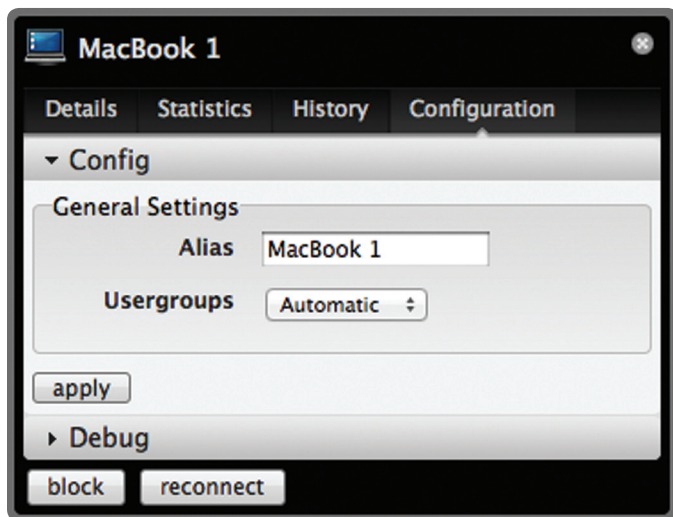 MacBook 1
Details Statistics History Configuration
Config
General Settings
Alias MacBook 1
Usergroups Automatic
apply
Debug
block reconnect